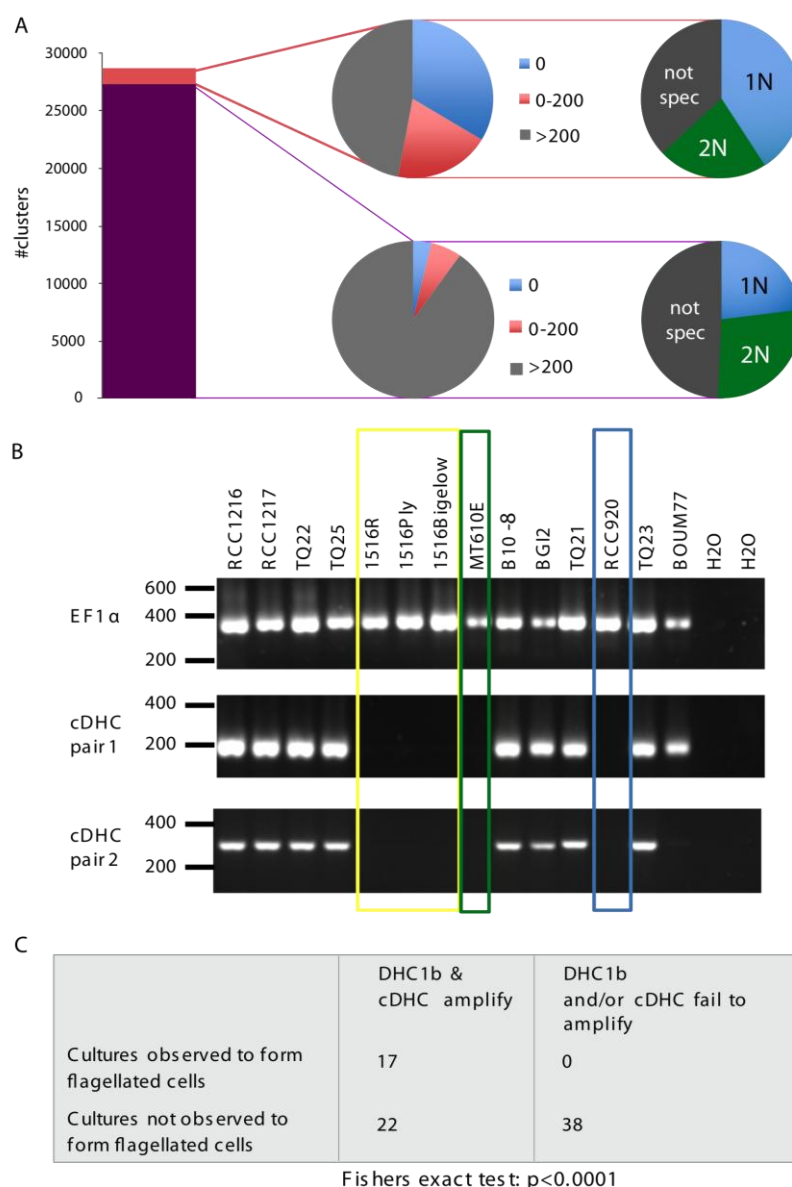 A
30000
25000
20000
15000
10000
5000
0
#clusters
0
0-200
>200
not spec
1N
2N
0
0-200
>200
not spec
1N
2N
B
RCC1216
RCC1217
TQ22
TQ25
1516R
1516Ply
1516Bigelow
MT610E
B10-8
BGI2
TQ21
RCC920
TQ23
BOUM77
H2O
H2O
EF1α
600
400
200
cDHC pair1
400
200
cDHC pair2
400
200
C
DHC1b & cDHC amplify
DHC1b and/or cDHC fail to amplify
Cultures observed to form flagellated cells
17
0
Cultures not observed to form flagellated cells
22
38
Fishers exact test: p<0.0001